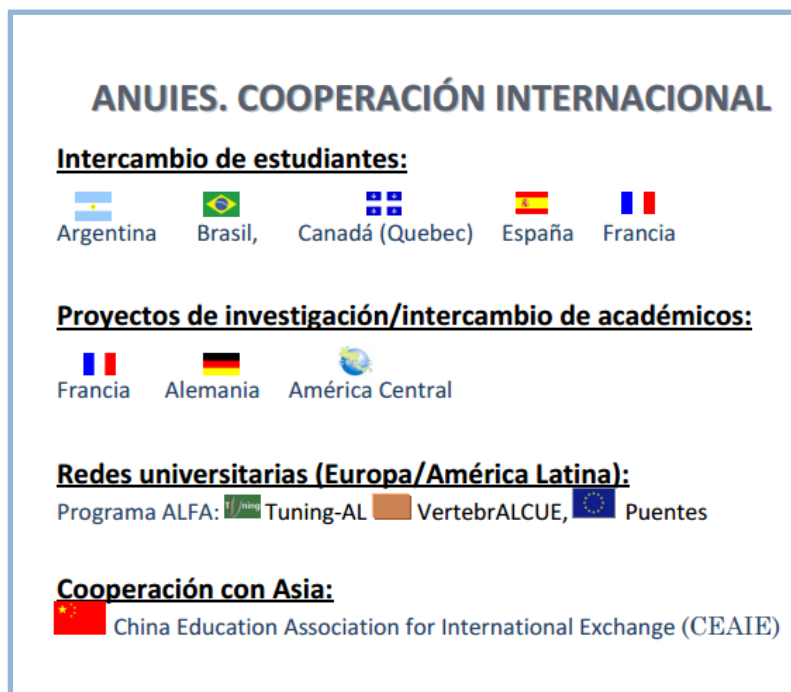 ANUIES. COOPERACIÓN INTERNACIONAL
Intercambio de estudiantes:
Argentina Brasil, Canadá (Quebec) España Francia
Proyectos de investigación/intercambio de académicos:
Francia Alemania América Central
Redes universitarias (Europa/América Latina):
Programa ALFA: Tuning Tuning-AL VertebrALCUE, Puentes
Cooperación con Asia:
China Education Association for International Exchange (CEAIE)